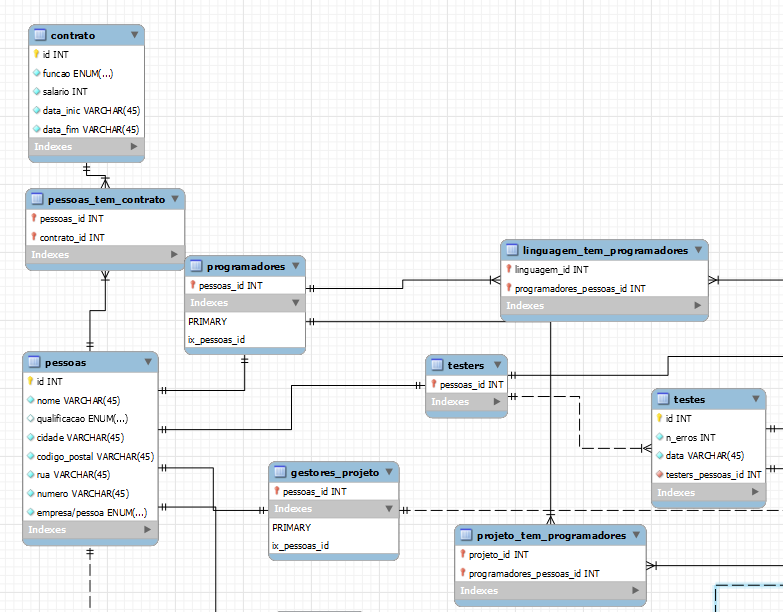 contrato
id INT
funcao ENUM(...)
salario INT
data_inic VARCHAR(45)
data_fim VARCHAR(45)
Indexes
pessoas_tem_contrato
pessoas_id INT
contrato_id INT
Indexes
programadores
pessoas_id INT
Indexes
PRIMARY
ix_pessoas_id
linguagem_tem_programadores
linguagem_id INT
programadores_pessoas_id INT
Indexes
pessoas
id INT
nome VARCHAR(45)
qualificacao ENUM(...)
cidade VARCHAR(45)
codigo_postal VARCHAR(45)
rua VARCHAR(45)
numero VARCHAR(45)
empresa/pessoa ENUM(...)
Indexes
testers
pessoas_id INT
Indexes
testes
id INT
n_erros INT
data VARCHAR(45)
testers_pessoas_id INT
Indexes
gestores_projeto
pessoas_id INT
Indexes
PRIMARY
ix_pessoas_id
projeto_tem_programadores
projeto_id INT
programadores_pessoas_id INT
Indexes